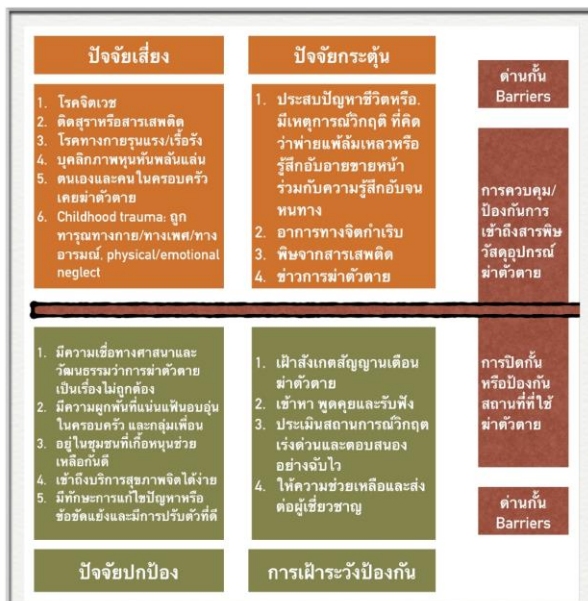 ปัจจัยเสี่ยง
1. โรคจิตเวช
2. ติดสุราหรือสารเสพติด
3. โรคทางกายรุนแรง/เรื้อรัง
4. บุคลิกภาพหุนหันพลันแล่น
5. ตนเองและคนในครอบครัว
เคยฆ่าตัวตาย
6. Childhood trauma: ถูก
ทารุณทางกาย/ทางเพศ/ทาง
อารมณ์, physical/emotional
neglect
ปัจจัยกระตุ้น
1. ประสบปัญหาชีวิตหรือ.
มีเหตุการณ์วิกฤติ ที่คิด
ว่าพ่ายแพ้ล้มเหลวหรือ
รู้สึกอับอายขายหน้า
ร่วมกับความรู้สึกอับจน
หนทาง
2. อาการทางจิตกำเริบ
3. พิษจากสารเสพติด
4. ข่าวการฆ่าตัวตาย
ด่านกั้น
Barriers
การควบคุม/
ป้องกันการ
เข้าถึงสารพิษ
วัสดุอุปกรณ์
ฆ่าตัวตาย
1. มีความเชื่อทางศาสนาและ
วัฒนธรรมว่าการฆ่าตัวตาย
เป็นเรื่องไม่ถูกต้อง
2. มีความผูกพันที่แน่นแฟ้นอบอุ่น
ในครอบครัว และกลุ่มเพื่อน
3. อยู่ในชุมชนที่เกื้อหนุนช่วย
เหลือกันดี
4. เข้าถึงบริการสุขภาพจิตได้ง่าย
5. มีทักษะการแก้ไขปัญหาหรือ
ข้อขัดแย้งและมีการปรับตัวที่ดี
ปัจจัยปกป้อง
1. เฝ้าสังเกตสัญญานเตือน
ฆ่าตัวตาย
2. เข้าหา พูดคุยและรับฟัง
3. ประเมินสถานการณ์วิกฤต
เร่งด่วนและตอบสนอง
อย่างฉับไว
4. ให้ความช่วยเหลือและส่ง
ต่อผู้เชี่ยวชาญ
การเฝ้าระวังป้องกัน
การปิดกั้น
หรือป้องกัน
สถานที่ที่ใช้
ฆ่าตัวตาย
ด่านกั้น
Barriers